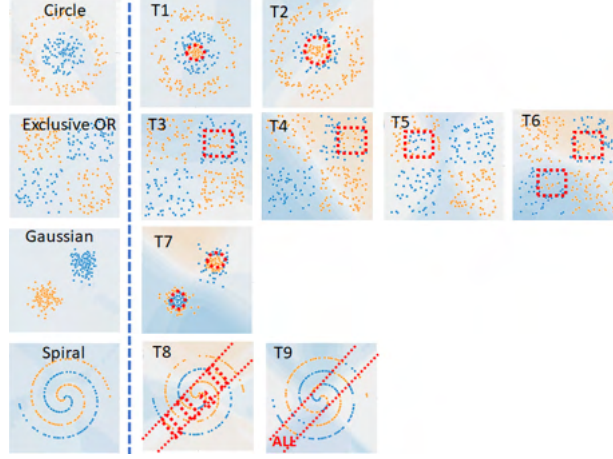 Circle
T1
T2
Exclusive OR
T3
T4
T5
T6
Gaussian
T7
Spiral
T8
T9
ALL